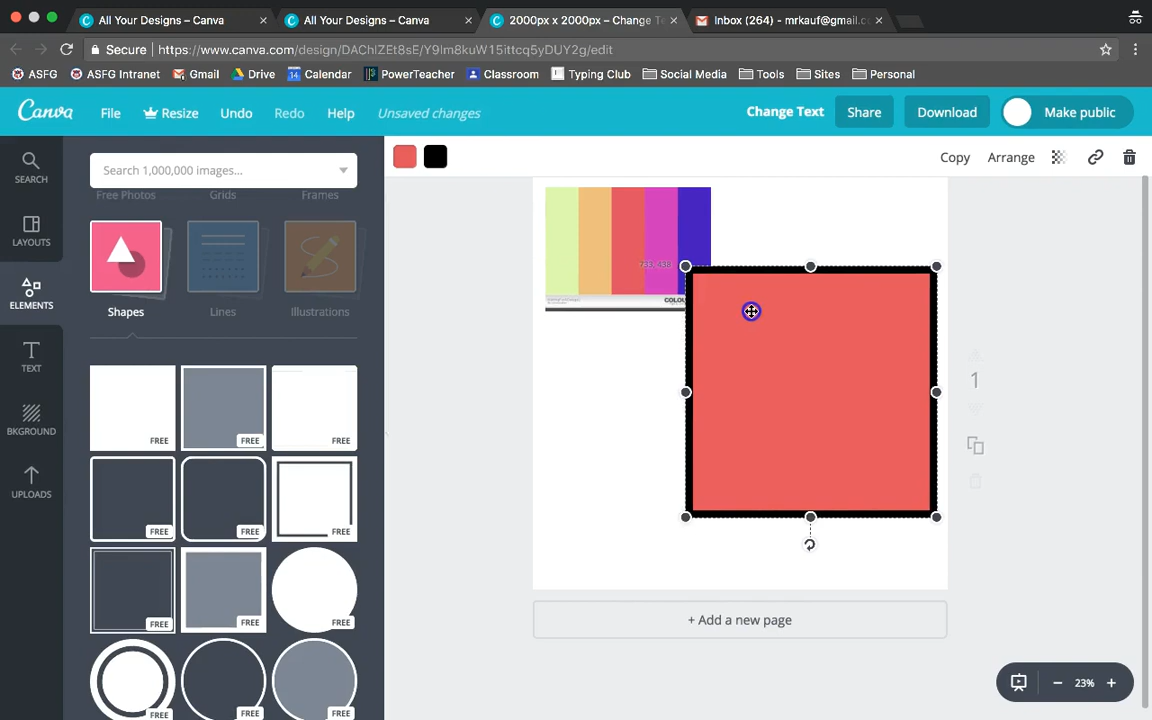 All Your Designs – Canva
All Your Designs – Canva
2000px x 2000px – Change Te
Inbox (264) - mrkauf@gmail.co
Secure
https://www.canva.com/design/DAChIZEt8sE/Y9lm8kuW15ittcq5yDUY2g/edit
ASFG
ASFG Intranet
Gmail
Drive
Calendar
PowerTeacher
Classroom
Typing Club
Social Media
Tools
Sites
Personal
Canva
File
Resize
Undo
Redo
Help
Unsaved changes
Change Text
Share
Download
Make public
SEARCH
LAYOUTS
ELEMENTS
TEXT
BKGROUND
UPLOADS
Search 1,000,000 images...
Free Photos
Grids
Frames
Shapes
Lines
Illustrations
FREE
FREE
FREE
FREE
FREE
FREE
FREE
FREE
FREE
FREE
FREE
FREE
Copy
Arrange
COLOU
1
+ Add a new page
23%